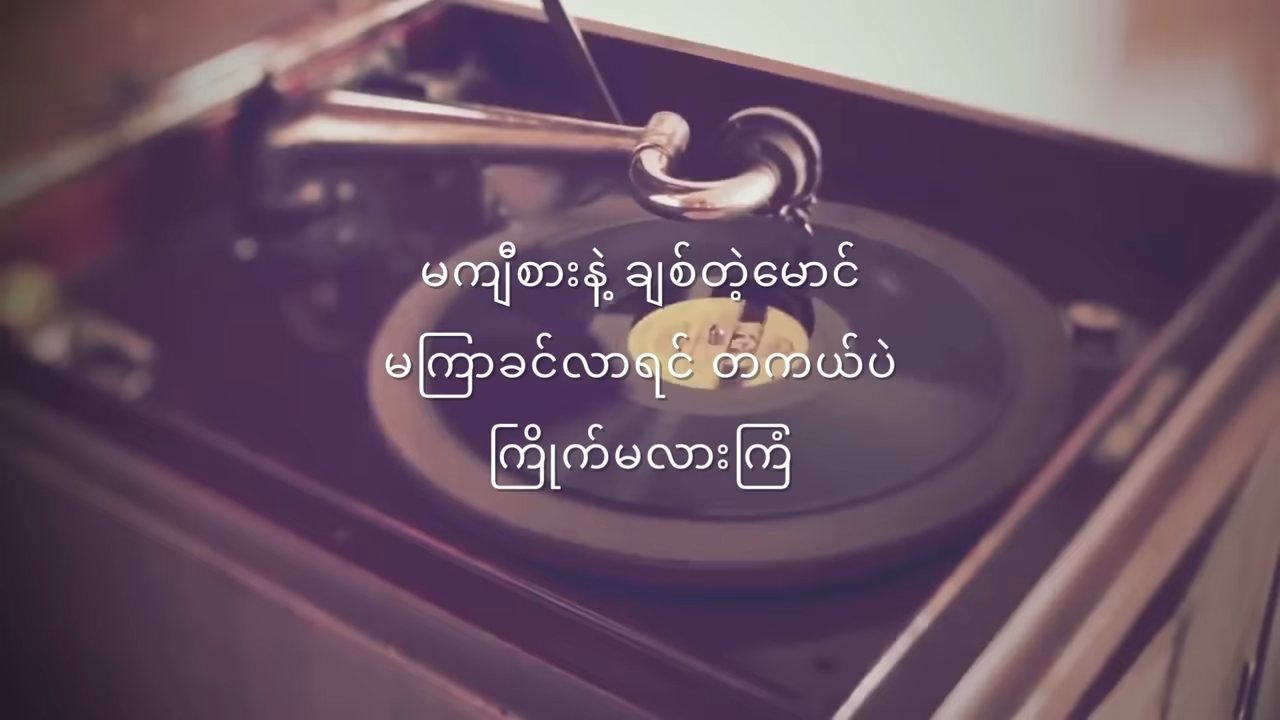 မကျီစားနဲ့ ချစ်တဲ့မောင်
မကြာခင်လာရင် တကယ်ပဲ
ကြိုက်မလားကြံ